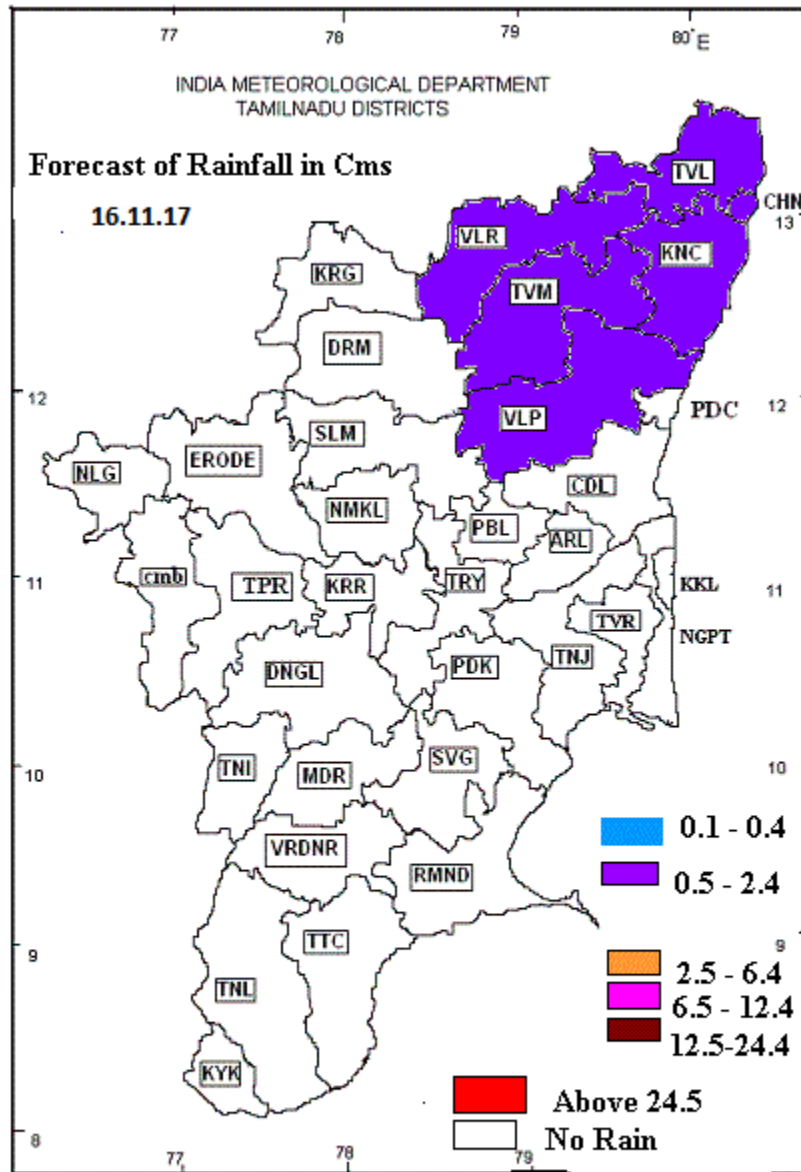 77 78 79 80°E
INDIA METEOROLOGICAL DEPARTMENT
TAMILNADU DISTRICTS
Forecast of Rainfall in Cms
16.11.17
TVL
CHN
13
VLR
KNC
KRG
TVM
DRM
12
12
VLP
PDC
SLM
ERODE
NLG
CDL
NMKL
PBL
ARL
11
cmb
TPR
KRR
TRY
KKL
11
TVR
NGPT
DNGL
PDK
TNJ
10
TNI
MDR
SVG
10
0.1 - 0.4
VRDNR
RMND
0.5 - 2.4
9
TTC
9
2.5 - 6.4
TNL
6.5 - 12.4
12.5-24.4
KYK
Above 24.5
8
No Rain
77 78 79